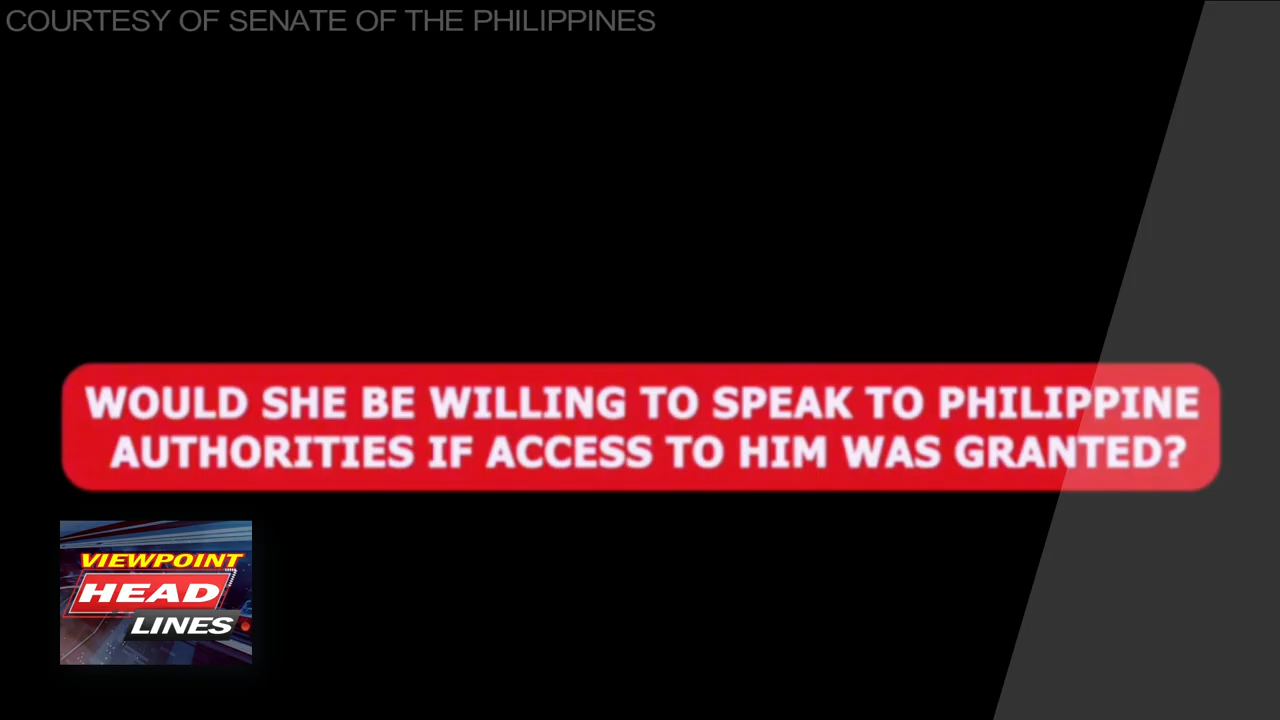 COURTESY OF SENATE OF THE PHILIPPINES
WOULD SHE BE WILLING TO SPEAK TO PHILIPPINE
AUTHORITIES IF ACCESS TO HIM WAS GRANTED?
VIEWPOINT
HEAD
LINES